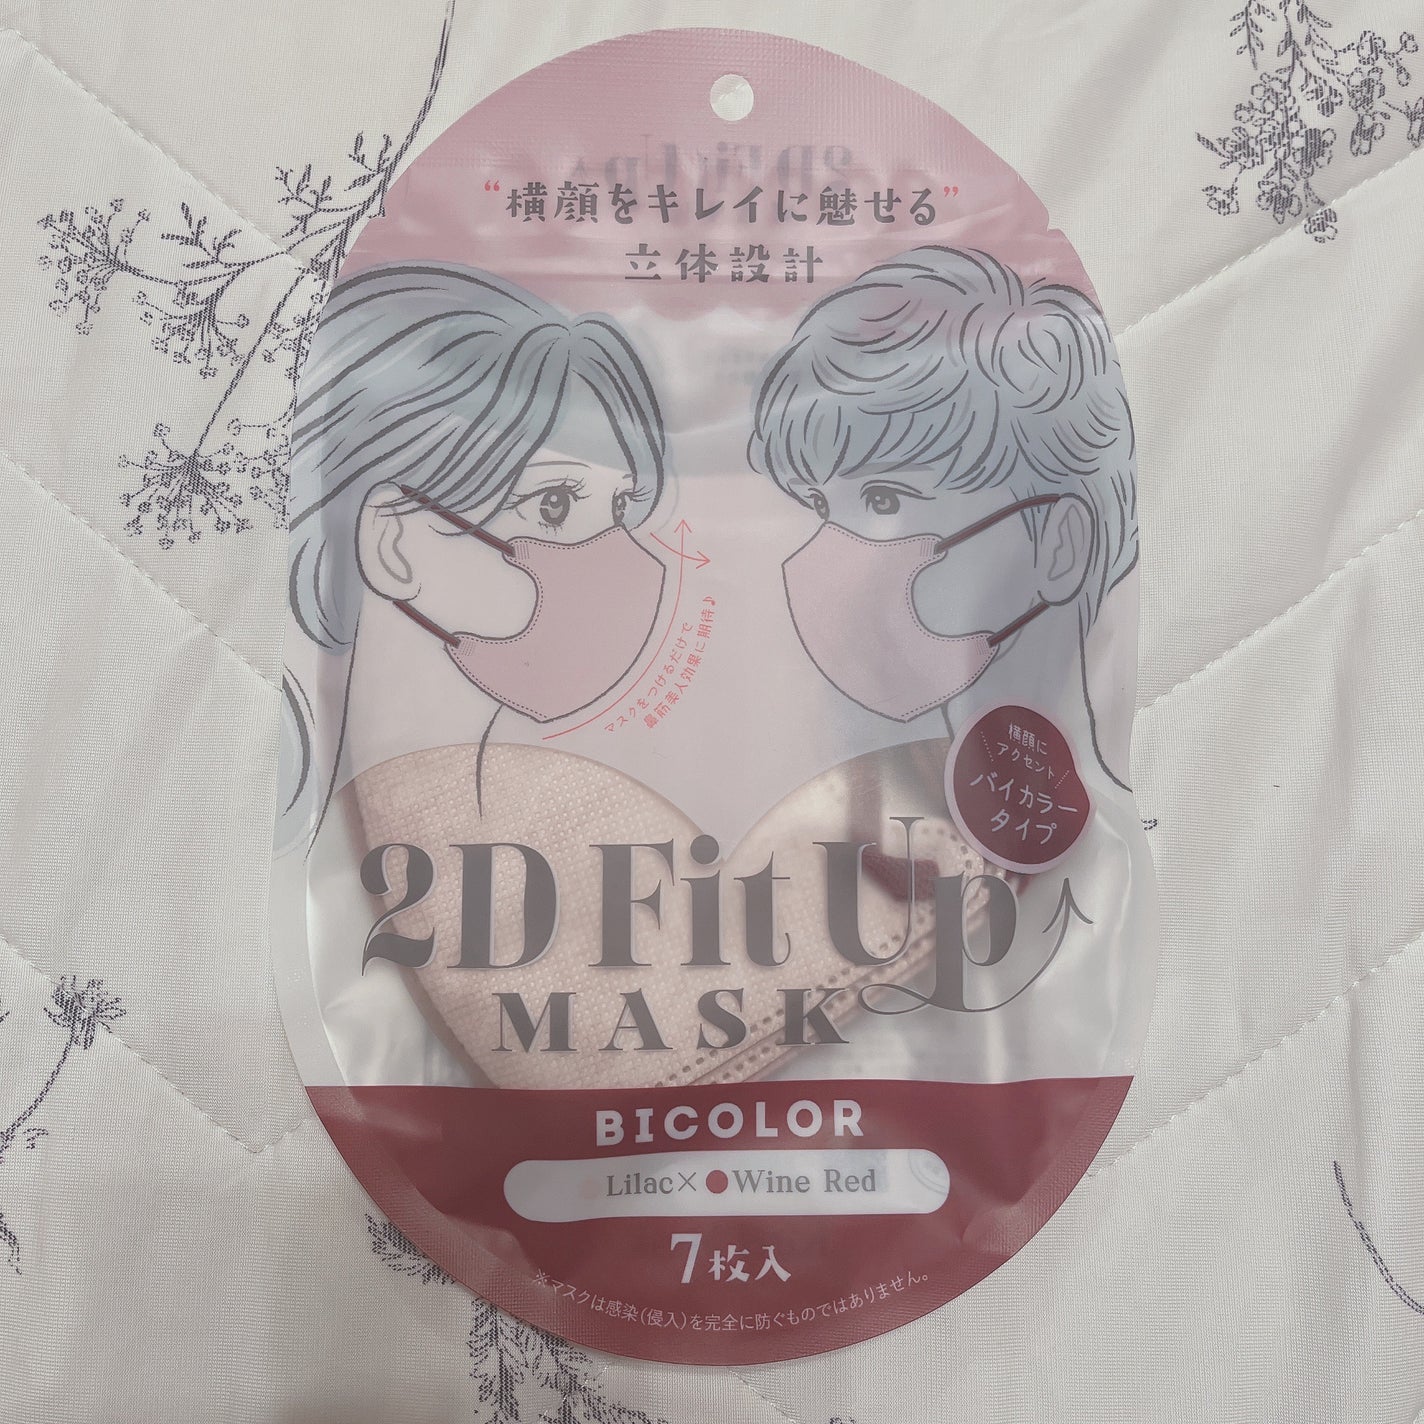 “横顔をキレイに魅せる”
立体設計
マスクをつけるだけで
鼻筋美人効果に期待♪
横顔に
アクセント
バイカラー
タイプ
2D Fit Up
MASK
BICOLOR
Lilac×Wine Red
7枚入
※マスクは感染(侵入)を完全に防ぐものではありません。